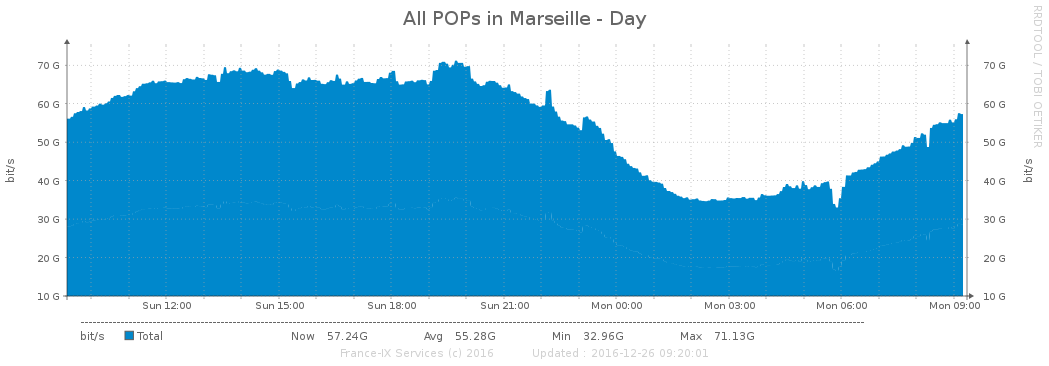 All POPs in Marseille - Day
RRDTOOL / TOBI OETIKER
70 G 70 G
60 G 60 G
50 G 50 G
40 G 40 G
30 G 30 G
20 G 20 G
10 G 10 G
bit/s bit/s
Sun 12:00 Sun 15:00 Sun 18:00 Sun 21:00 Mon 00:00 Mon 03:00 Mon 06:00 Mon 09:00
bit/s Total Now 57.24G Avg 55.28G Min 32.96G Max 71.13G
France-IX Services (c) 2016 Updated : 2016-12-26 09:20:01